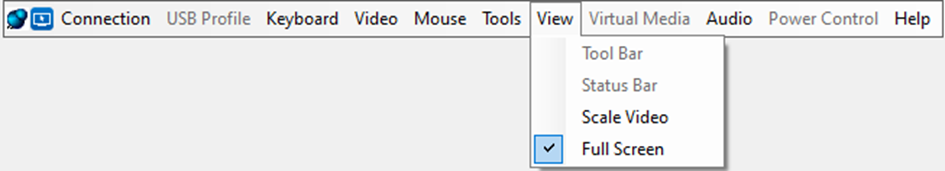 Connection USB Profile Keyboard Video Mouse Tools View Virtual Media Audio Power Control Help
Tool Bar
Status Bar
Scale Video
Full Screen